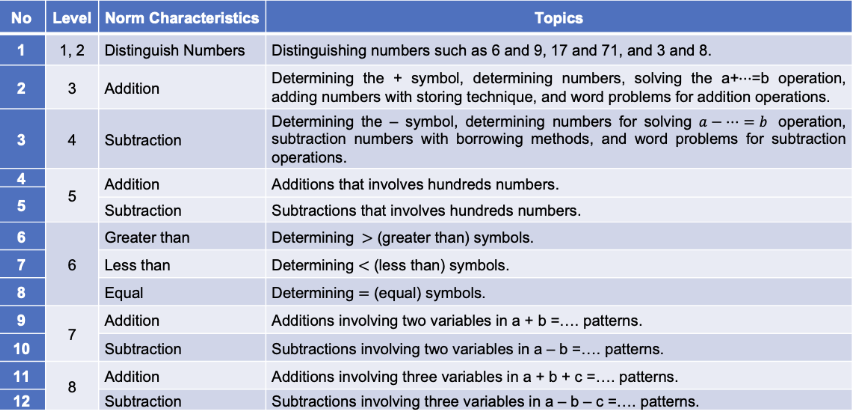 No Level Norm Characteristics Topics
1 1, 2 Distinguish Numbers Distinguishing numbers such as 6 and 9, 17 and 71, and 3 and 8.
2 3 Addition Determining the + symbol, determining numbers, solving the a+⋯=b operation,
adding numbers with storing technique, and word problems for addition operations.
3 4 Subtraction Determining the – symbol, determining numbers for solving a − ⋯ = b operation,
subtraction numbers with borrowing methods, and word problems for subtraction
operations.
4 5 Addition Additions that involves hundreds numbers.
5 Subtraction Subtractions that involves hundreds numbers.
6 6 Greater than Determining > (greater than) symbols.
7 Less than Determining < (less than) symbols.
8 Equal Determining = (equal) symbols.
9 7 Addition Additions involving two variables in a + b =…. patterns.
10 Subtraction Subtractions involving two variables in a – b =…. patterns.
11 8 Addition Additions involving three variables in a + b + c =…. patterns.
12 Subtraction Subtractions involving three variables in a – b – c =…. patterns.